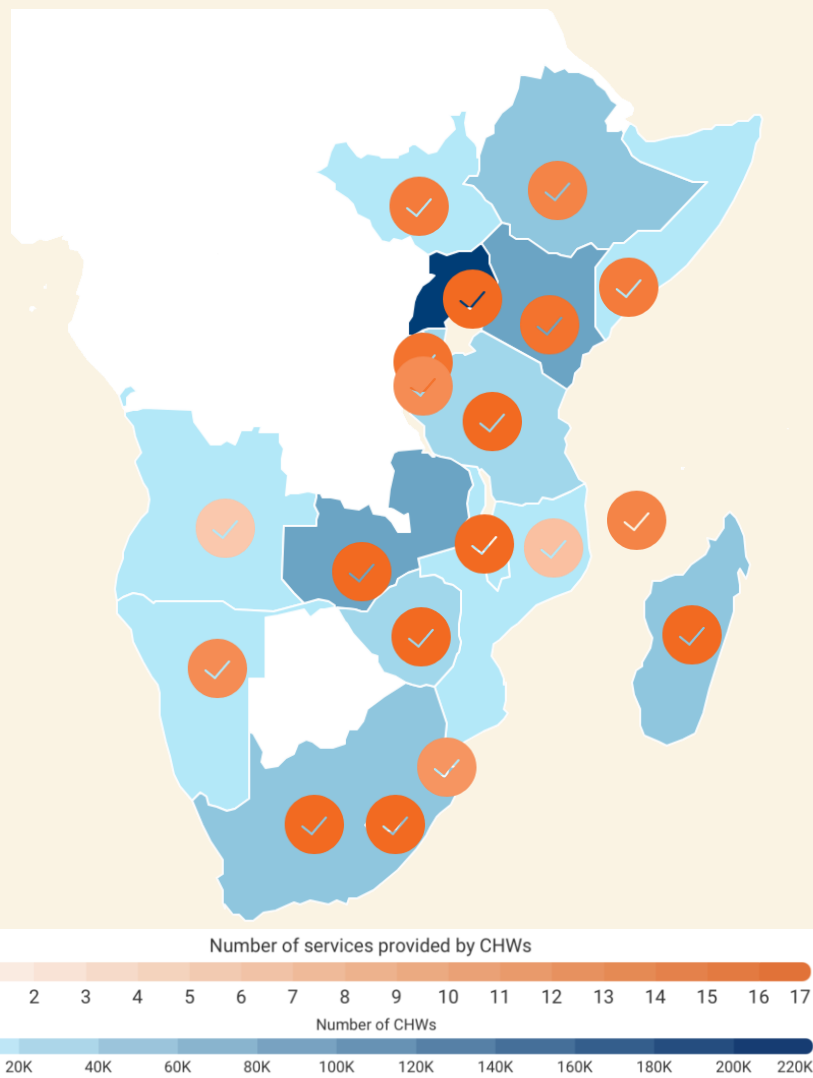 Number of services provided by CHWs
2 3 4 5 6 7 8 9 10 11 12 13 14 15 16 17
Number of CHWs
20K 40K 60K 80K 100K 120K 140K 160K 180K 200K 220K